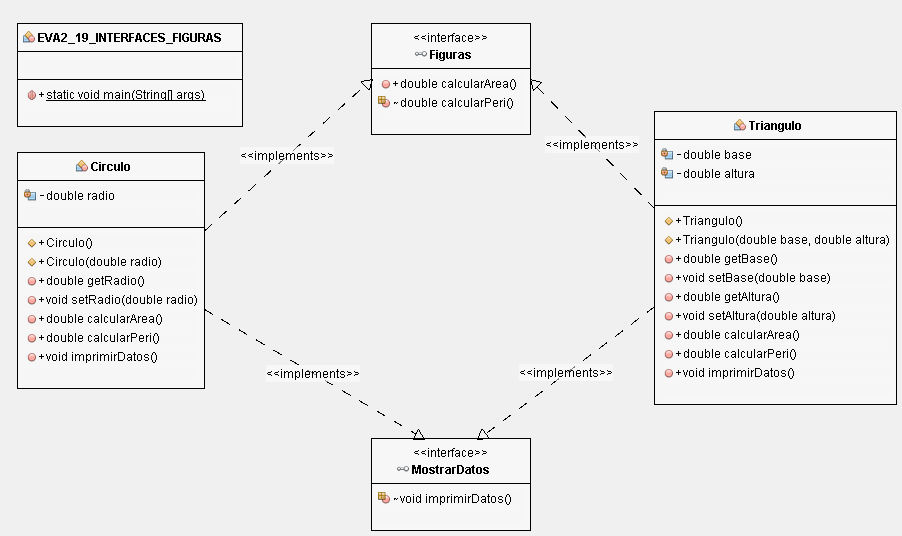 EVA2_19_INTERFACES_FIGURAS
+ static void main(String[] args)
<<interface>>
Figuras
+ double calcularArea()
~ double calcularPeri()
<<implements>>
<<implements>>
Circulo
- double radio
+ Circulo()
+ Circulo(double radio)
+ double getRadio()
+ void setRadio(double radio)
+ double calcularArea()
+ double calcularPeri()
+ void imprimirDatos()
Triangulo
- double base
- double altura
+ Triangulo()
+ Triangulo(double base, double altura)
+ double getBase()
+ void setBase(double base)
+ double getAltura()
+ void setAltura(double altura)
+ double calcularArea()
+ double calcularPeri()
+ void imprimirDatos()
<<implements>>
<<implements>>
<<interface>>
MostrarDatos
~ void imprimirDatos()